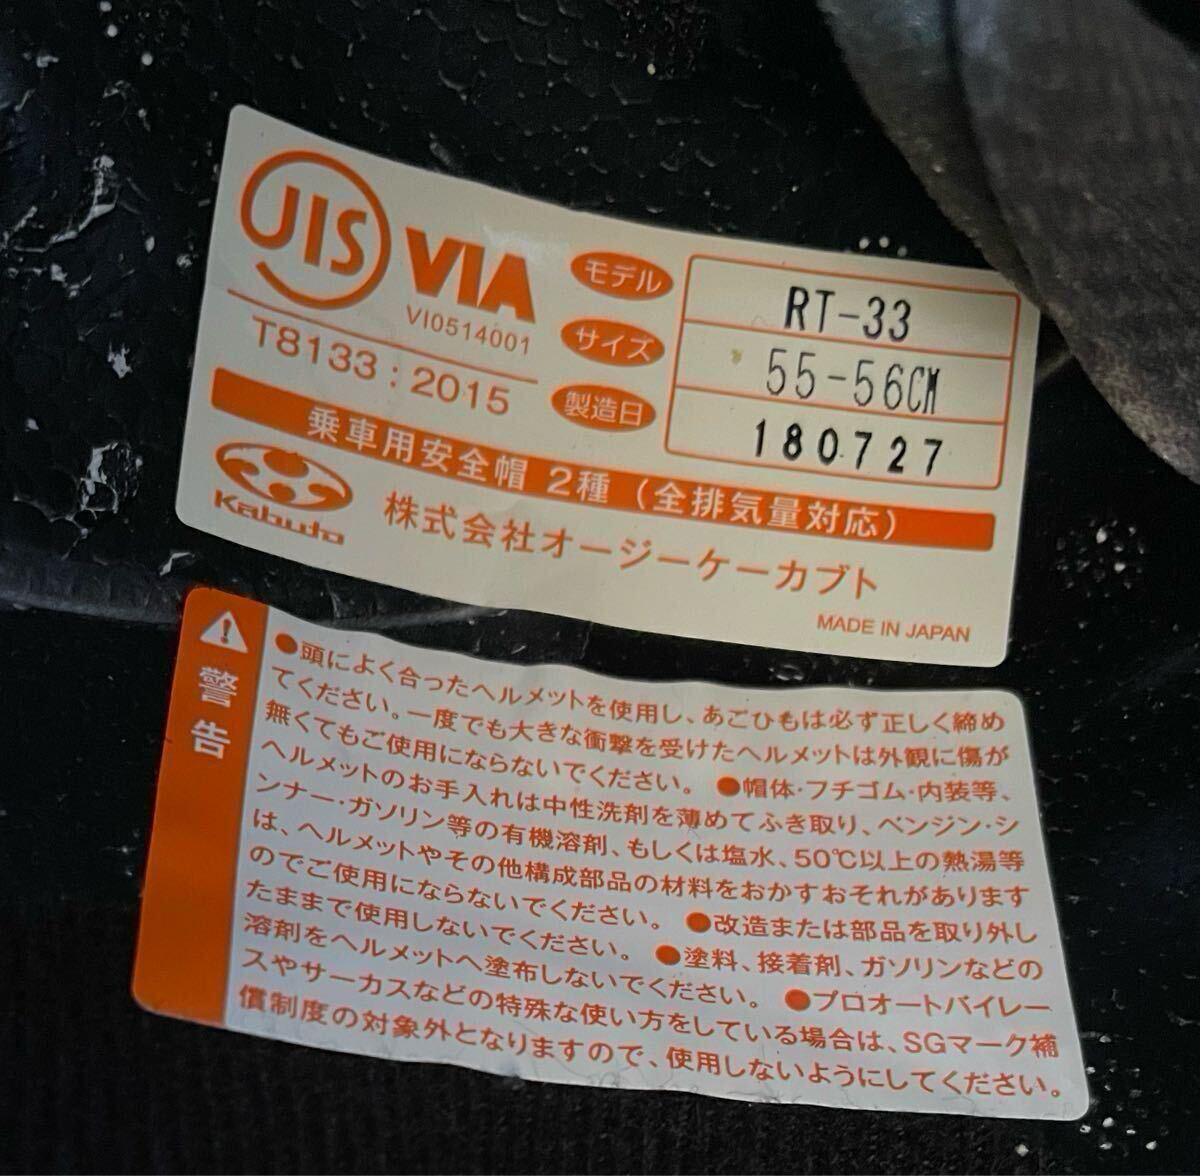 JIS
VIA
VI0514001
T8133:2015
モデル RT-33
サイズ 55-56CM
製造日 180727
乗車用安全帽 2種（全排気量対応）
Kabuto
株式会社オージーケーカブト
MADE IN JAPAN
警告
●頭によく合ったヘルメットを使用し、あごひもは必ず正しく締め
てください。一度でも大きな衝撃を受けたヘルメットは外観に傷が
無くてもご使用にならないでください。 ●帽体・フチゴム・内装等、
ヘルメットのお手入れは中性洗剤を薄めてふき取り、ベンジン・シ
ンナー・ガソリン等の有機溶剤、もしくは塩水、50℃以上の熱湯等
は、ヘルメットやその他構成部品の材料をおかすおそれがあります
のでご使用にならないでください。 ●改造または部品を取り外し
たままで使用しないでください。 ●塗料、接着剤、ガソリンなどの
溶剤をヘルメットへ塗布しないでください。 ●プロオートバイレー
スやサーカスなどの特殊な使い方をしている場合は、SGマーク補
償制度の対象外となりますので、使用しないようにしてください。